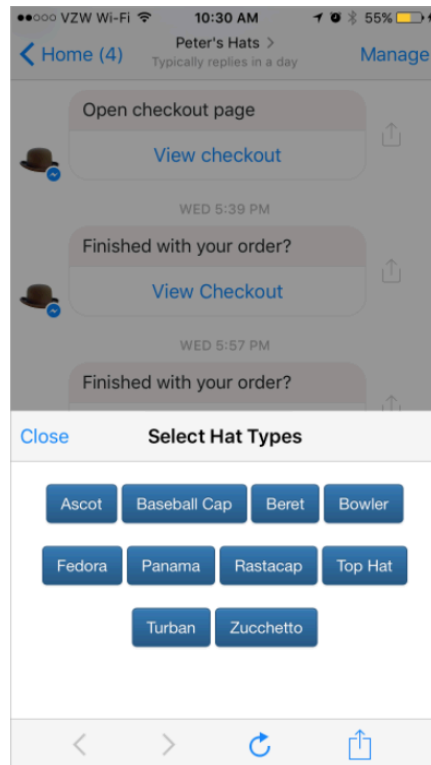 VZW Wi-Fi 10:30 AM 55%
Home (4) Peter's Hats > Manage
Typically replies in a day
Open checkout page
View checkout
WED 5:39 PM
Finished with your order?
View Checkout
WED 5:57 PM
Finished with your order?
Close Select Hat Types
Ascot Baseball Cap Beret Bowler
Fedora Panama Rastacap Top Hat
Turban Zucchetto